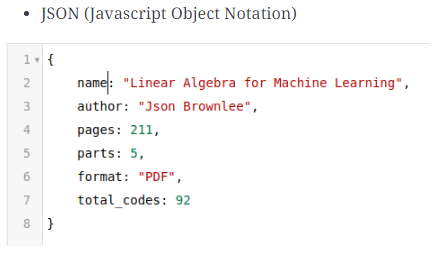 • JSON (Javascript Object Notation)
1 {
2 name: "Linear Algebra for Machine Learning",
3 author: "Json Brownlee",
4 pages: 211,
5 parts: 5,
6 format: "PDF",
7 total_codes: 92
8 }